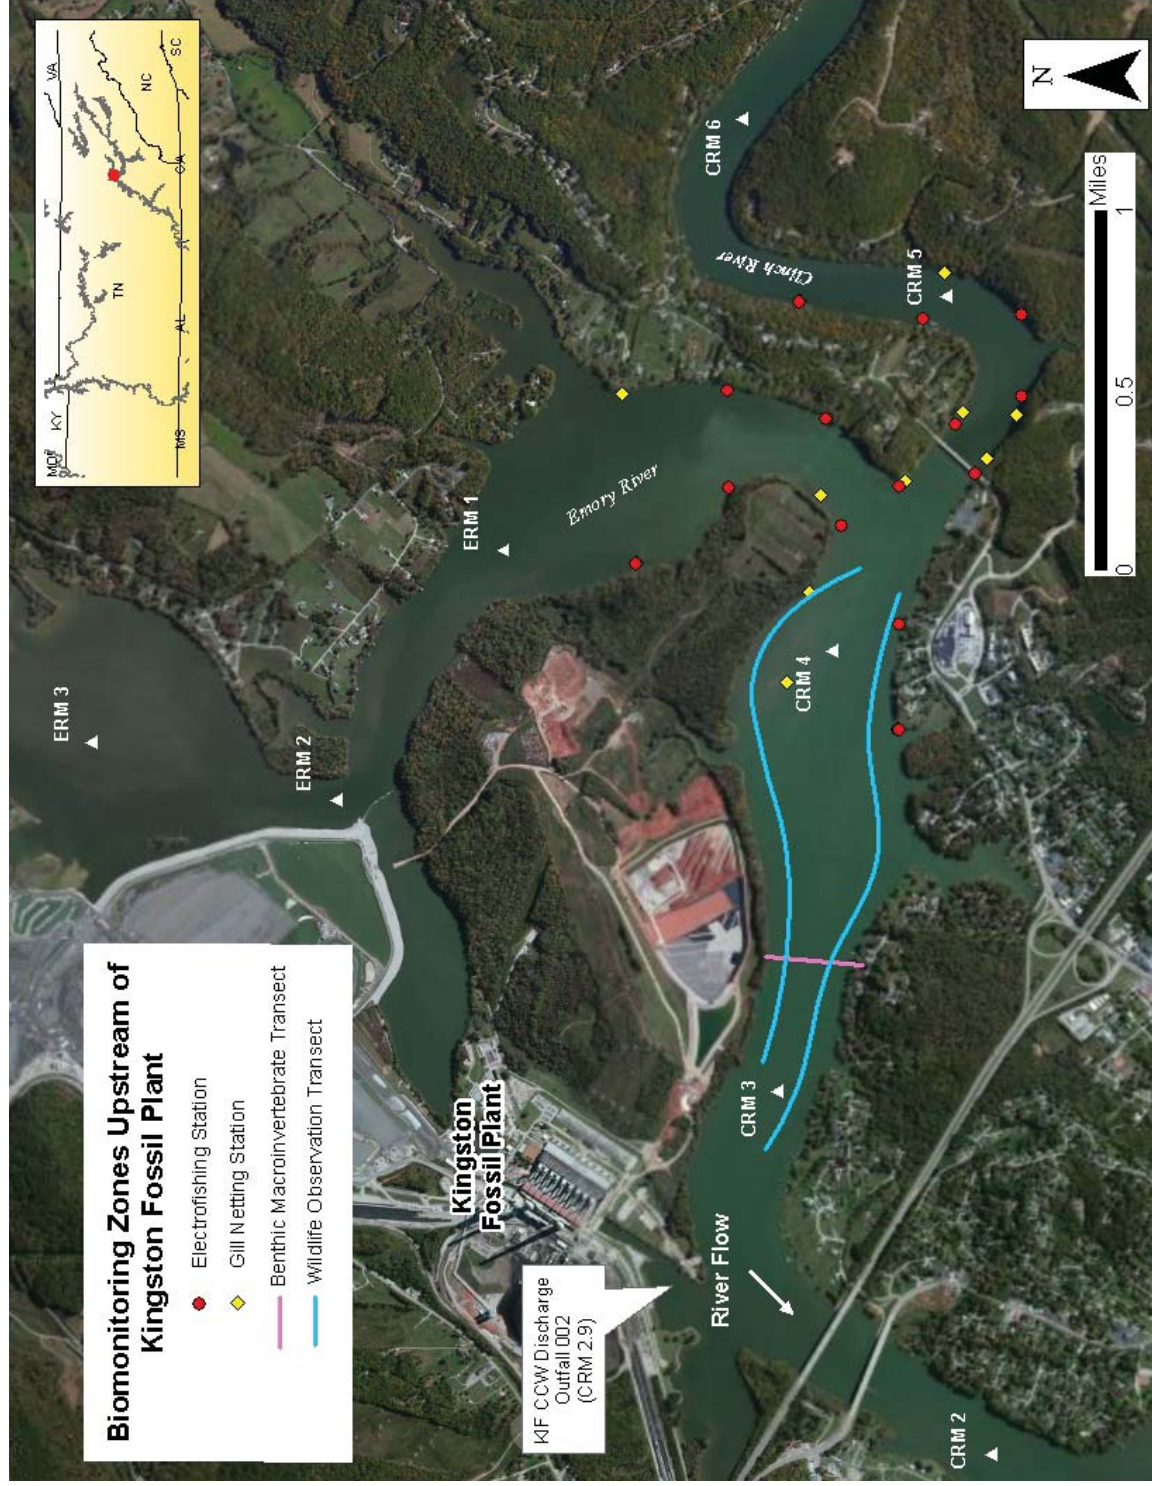 Biomonitoring Zones Upstream of
Kingston Fossil Plant
Electrofishing Station
Gill Netting Station
Benthic Macroinvertebrate Transect
Wildlife Observation Transect
ERM 3
ERM 2
ERM 1
Emory River
Kingston
Fossil Plant
KIF CCW Discharge
Outfall 002
(CRM 2.9)
River Flow
CRM 2
CRM 3
CRM 4
CRM 5
CRM 6
Clinch River
KY
VA
TN
NC
SC
MS
AL
GA
N
0
0.5
1
Miles